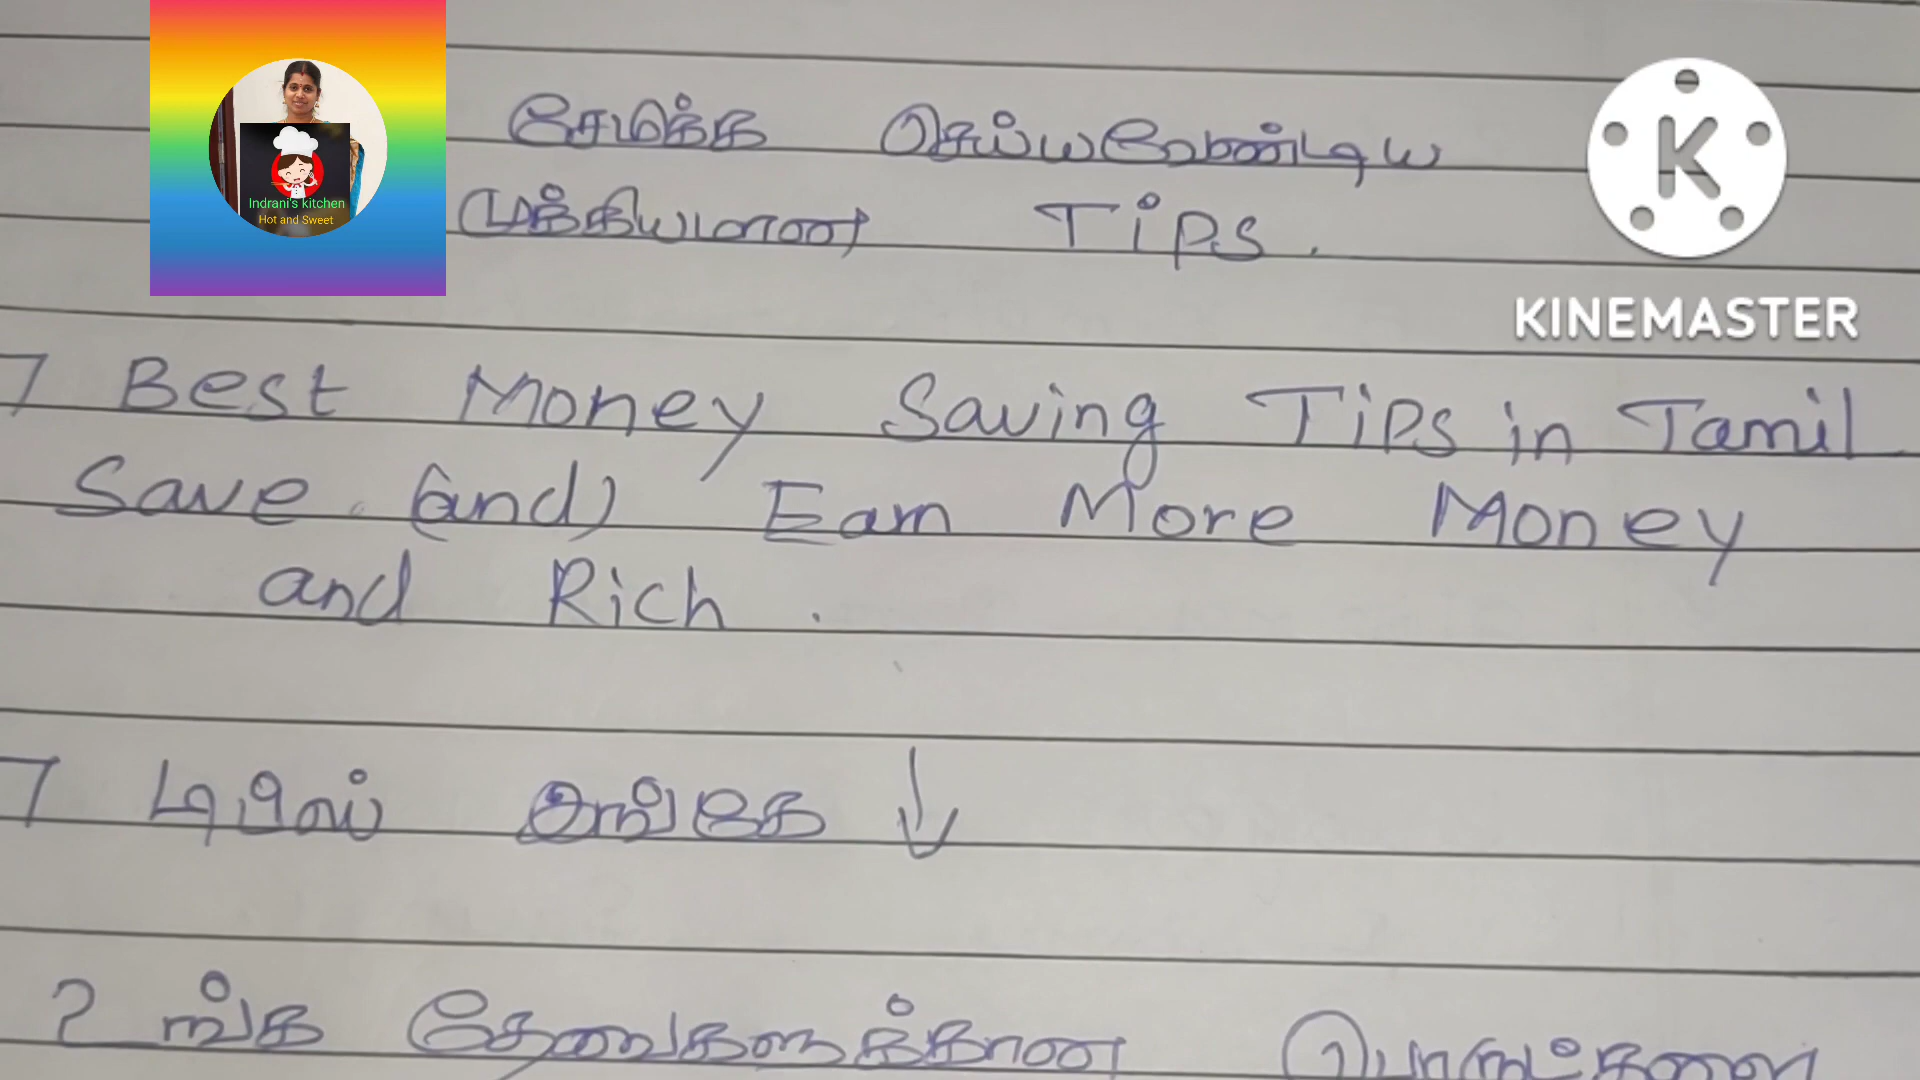 Indrani's kitchen
Hot and Sweet
சேமிக்க செய்யவேண்டிய
முக்கியமான Tips.
KINEMASTER
7 Best Money Saving Tips in Tamil
Save (and) Earn More Money
and Rich.
7 டிபிஸ் இங்கே ↓
உங்க தேவைகளுக்கான பொருட்களை